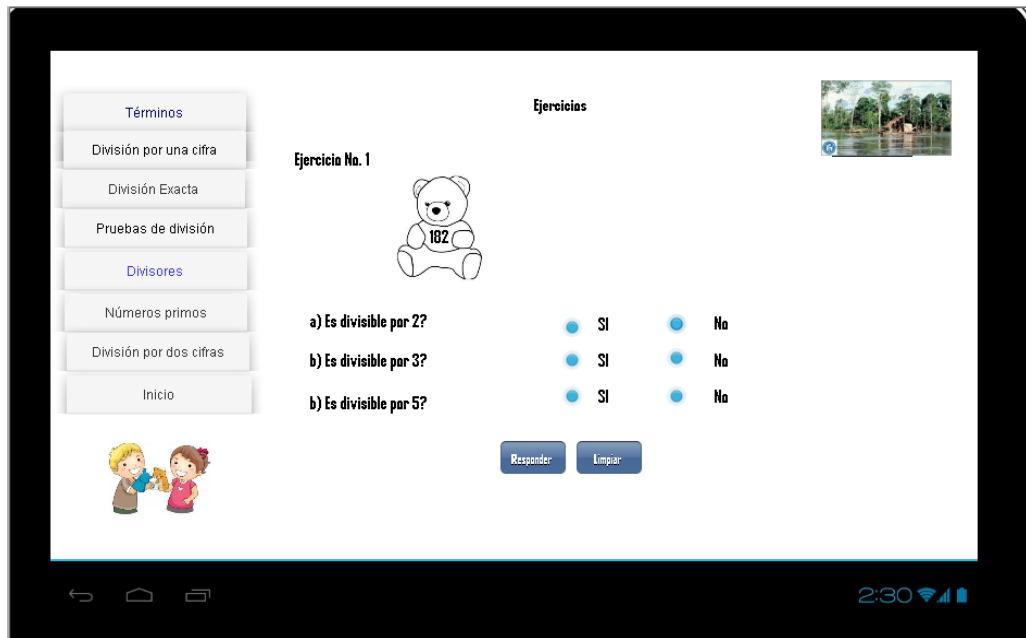 Ejercicios
Términos
División por una cifra
División Exacta
Pruebas de división
Divisores
Números primos
División por dos cifras
Inicio
Ejercicio No. 1
182
a) Es divisible por 2? SI No
b) Es divisible por 3? SI No
b) Es divisible por 5? SI No
Responder Limpiar
2:30